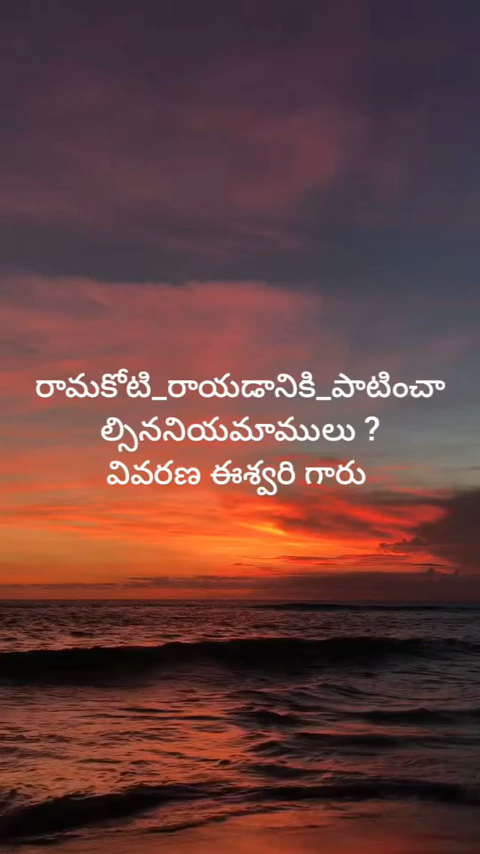 రామకోటి_రాయడానికి_పాటించా
ల్సిననియమాములు ?
వివరణ ఈశ్వరి గారు